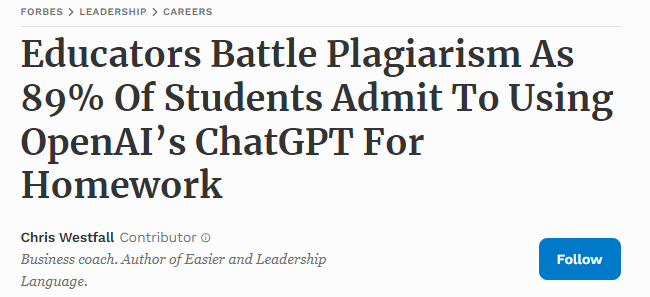 FORBES > LEADERSHIP > CAREERS
Educators Battle Plagiarism As
89% Of Students Admit To Using
OpenAI’s ChatGPT For
Homework
Chris Westfall Contributor
Business coach. Author of Easier and Leadership
Language.
Follow